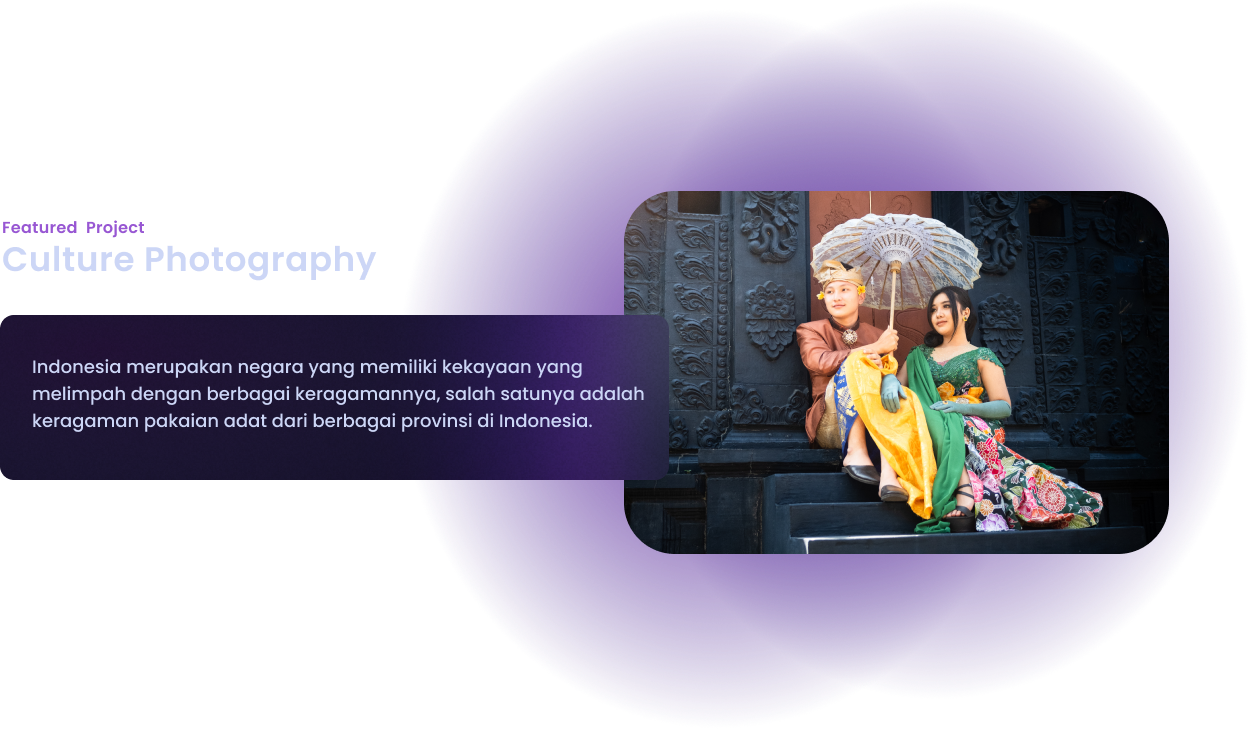 Featured Project
Culture Photography
Indonesia merupakan negara yang memiliki kekayaan yang
melimpah dengan berbagai keragamannya, salah satunya adalah
keragaman pakaian adat dari berbagai provinsi di Indonesia.